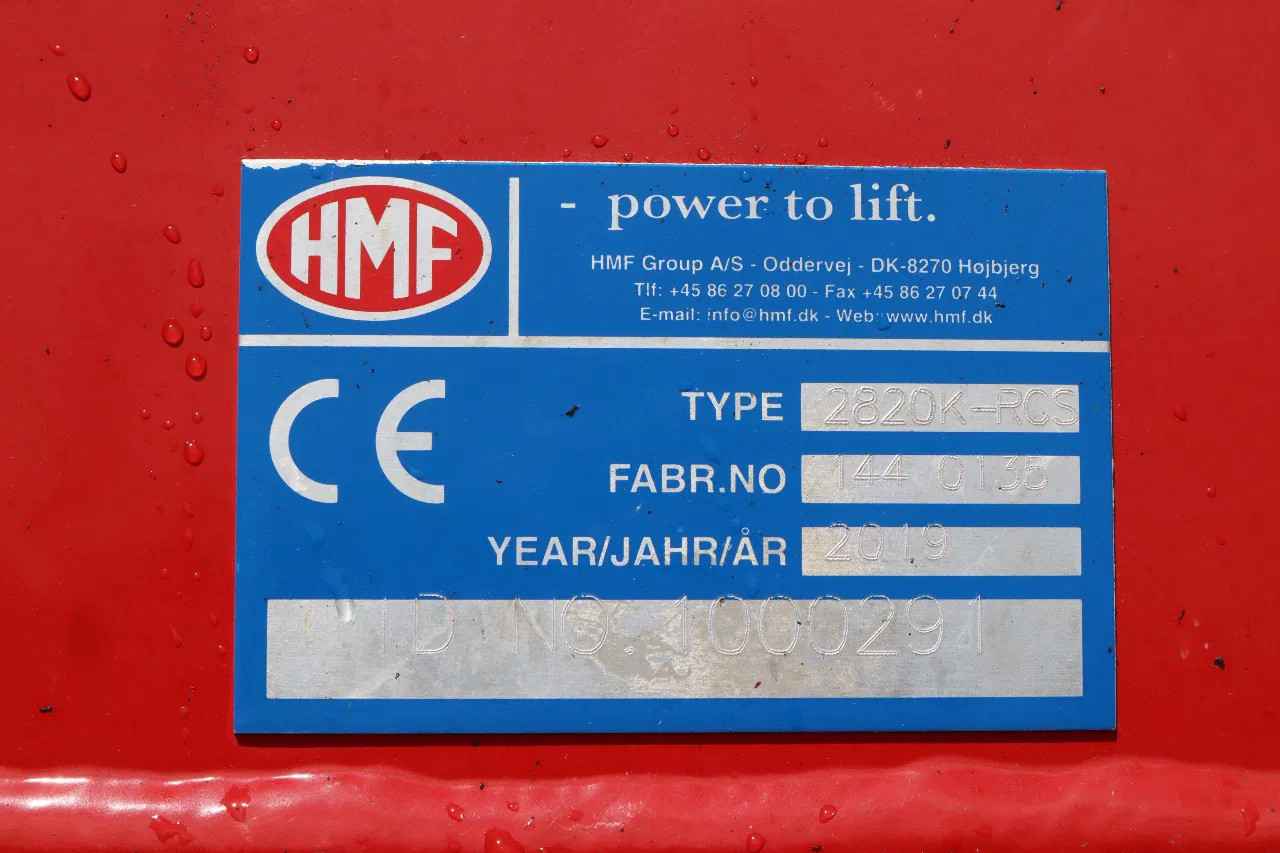 HMF
- power to lift.
HMF Group A/S - Oddervej - DK-8270 Højbjerg
Tlf: +45 86 27 08 00 - Fax +45 86 27 07 44
E-mail: info@hmf.dk - Web: www.hmf.dk
CE
TYPE 2820K-RCS
FABR.NO 144 0135
YEAR/JAHR/ÅR 2019
ID NO. 1000291